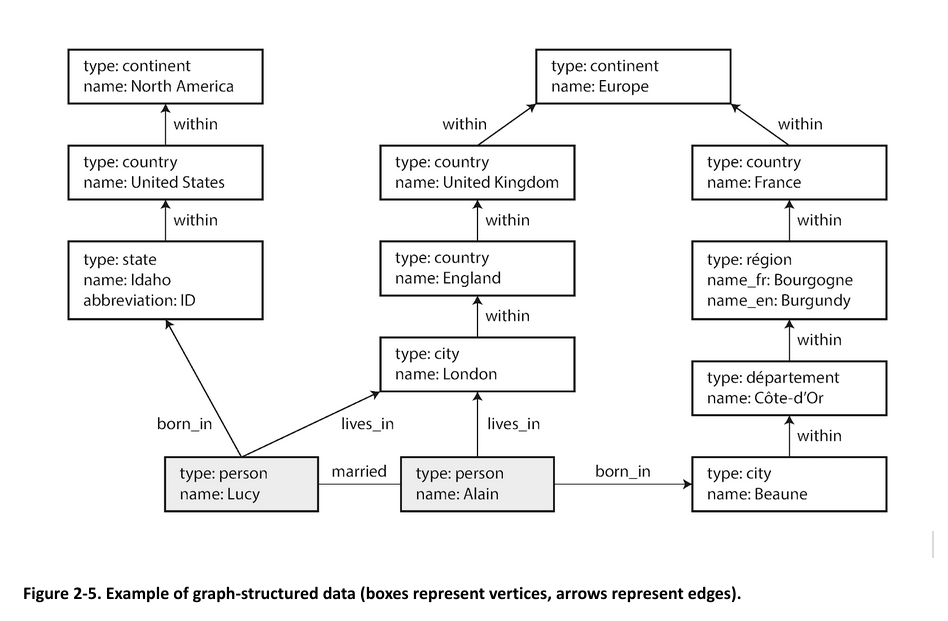 type: continent
name: North America
type: continent
name: Europe
within
within
within
type: country
name: United States
type: country
name: United Kingdom
type: country
name: France
within
within
within
type: state
name: Idaho
abbreviation: ID
type: country
name: England
type: région
name_fr: Bourgogne
name_en: Burgundy
within
within
type: city
name: London
type: département
name: Côte-d'Or
born_in
lives_in
lives_in
within
type: person
name: Lucy
married
type: person
name: Alain
born_in
type: city
name: Beaune
Figure 2-5. Example of graph-structured data (boxes represent vertices, arrows represent edges).